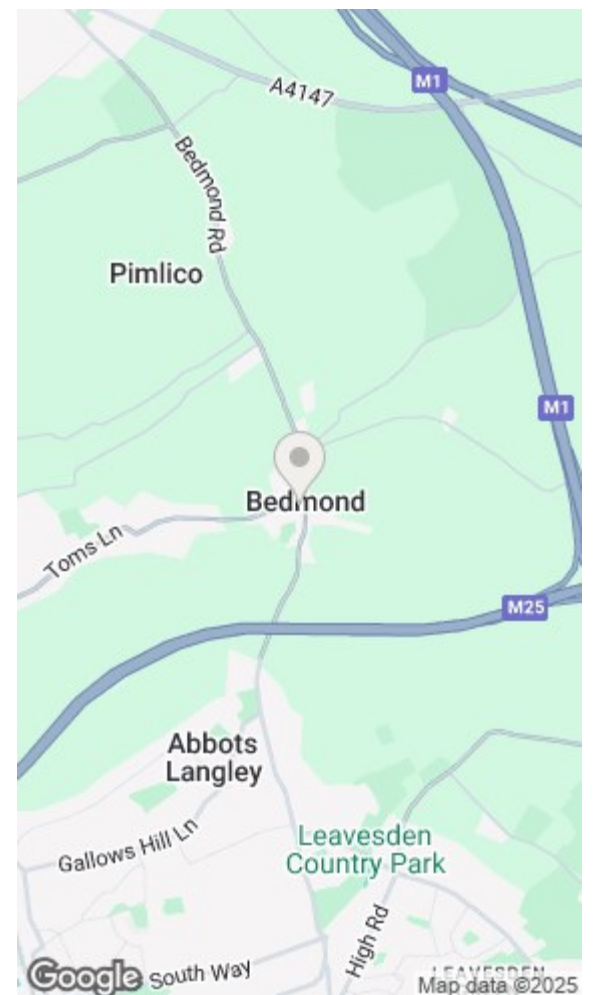 M1
A4147
Bedmond Rd
Pimlico
M1
Bedmond
Toms Ln
M25
Abbots
Langley
Gallows Hill Ln
Leavesden
Country Park
High Rd
LEAVESDEN
South Way
Google
Map data ©2025